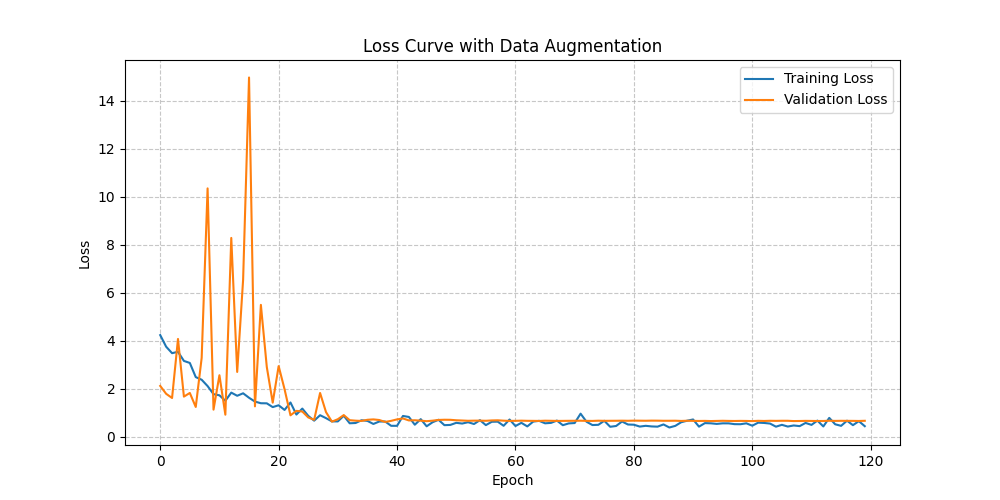 Loss Curve with Data Augmentation
Training Loss
Validation Loss
14
12
10
8
6
4
2
0
Loss
0 20 40 60 80 100 120
Epoch